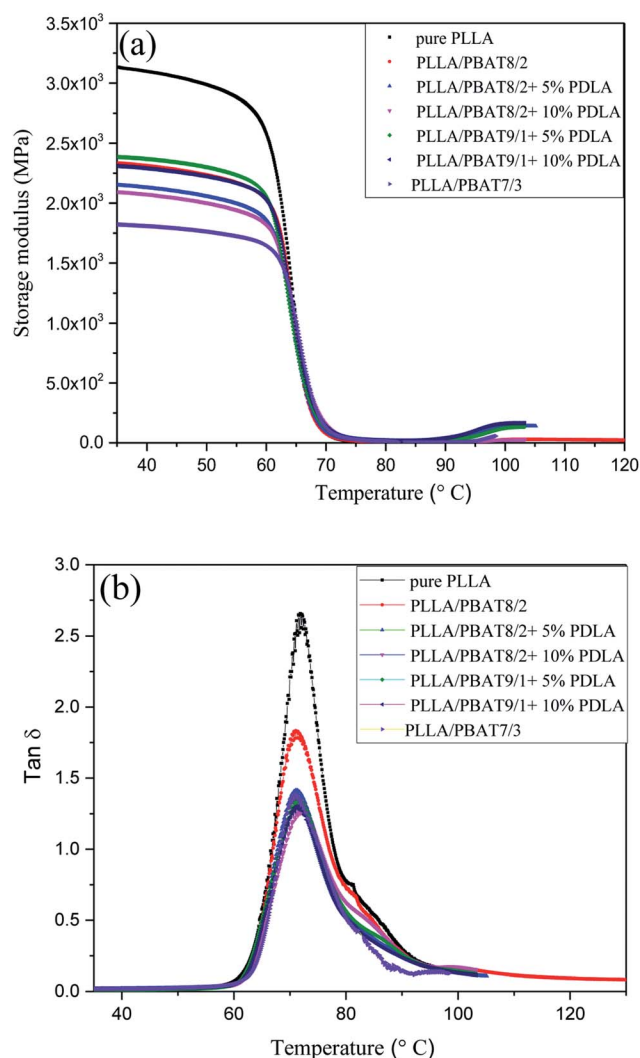 (a)
pure PLLA
PLLA/PBAT8/2
PLLA/PBAT8/2+ 5% PDLA
PLLA/PBAT8/2+ 10% PDLA
PLLA/PBAT9/1+ 5% PDLA
PLLA/PBAT9/1+ 10% PDLA
PLLA/PBAT7/3
Storage modulus (MPa)
3.5x10³
3.0x10³
2.5x10³
2.0x10³
1.5x10³
1.0x10³
5.0x10²
0.0
40 50 60 70 80 90 100 110 120
Temperature (° C)
(b)
pure PLLA
PLLA/PBAT8/2
PLLA/PBAT8/2+ 5% PDLA
PLLA/PBAT8/2+ 10% PDLA
PLLA/PBAT9/1+ 5% PDLA
PLLA/PBAT9/1+ 10% PDLA
PLLA/PBAT7/3
Tan δ
3.0
2.5
2.0
1.5
1.0
0.5
0.0
40 60 80 100 120
Temperature (° C)